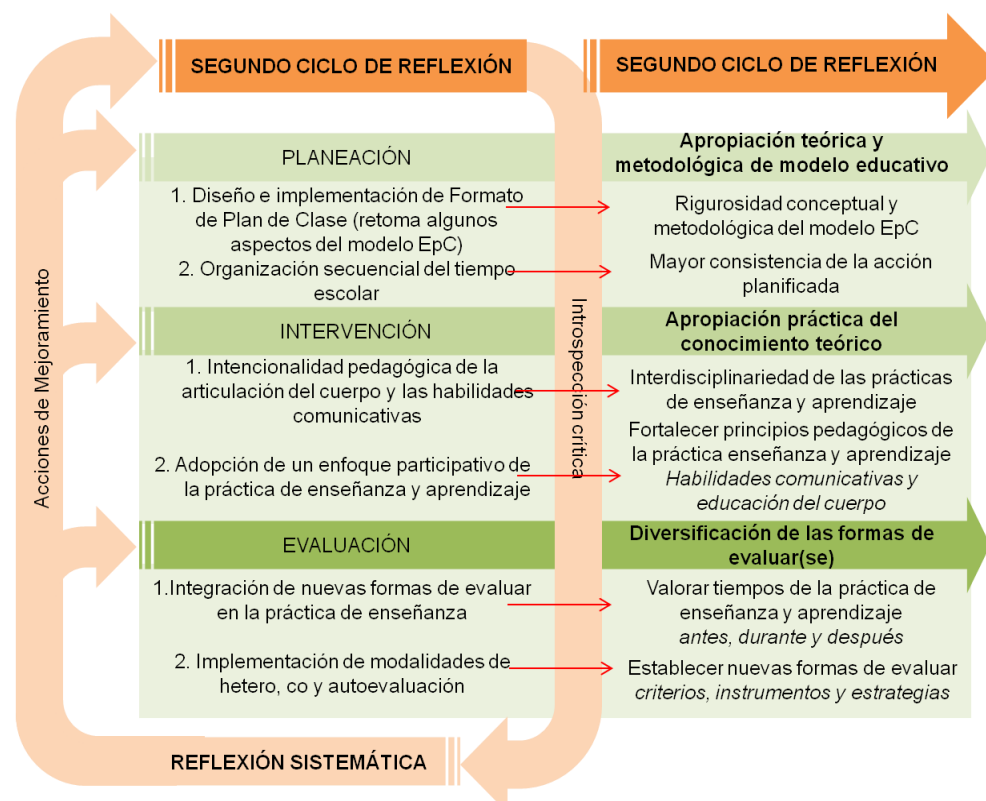 SEGUNDO CICLO DE REFLEXIÓN
SEGUNDO CICLO DE REFLEXIÓN
Acciones de Mejoramiento
Introspección crítica
PLANEACIÓN
Apropiación teórica y
metodológica de modelo educativo
1. Diseño e implementación de Formato
de Plan de Clase (retoma algunos
aspectos del modelo EpC)
Rigurosidad conceptual y
metodológica del modelo EpC
2. Organización secuencial del tiempo
escolar
Mayor consistencia de la acción
planificada
INTERVENCIÓN
Apropiación práctica del
conocimiento teórico
1. Intencionalidad pedagógica de la
articulación del cuerpo y las habilidades
comunicativas
Interdisciplinariedad de las prácticas
de enseñanza y aprendizaje
2. Adopción de un enfoque participativo de
la práctica de enseñanza y aprendizaje
Fortalecer principios pedagógicos de
la práctica enseñanza y aprendizaje
Habilidades comunicativas y
educación del cuerpo
EVALUACIÓN
Diversificación de las formas de
evaluar(se)
1.Integración de nuevas formas de evaluar
en la práctica de enseñanza
Valorar tiempos de la práctica de
enseñanza y aprendizaje
antes, durante y después
2. Implementación de modalidades de
hetero, co y autoevaluación
Establecer nuevas formas de evaluar
criterios, instrumentos y estrategias
REFLEXIÓN SISTEMÁTICA